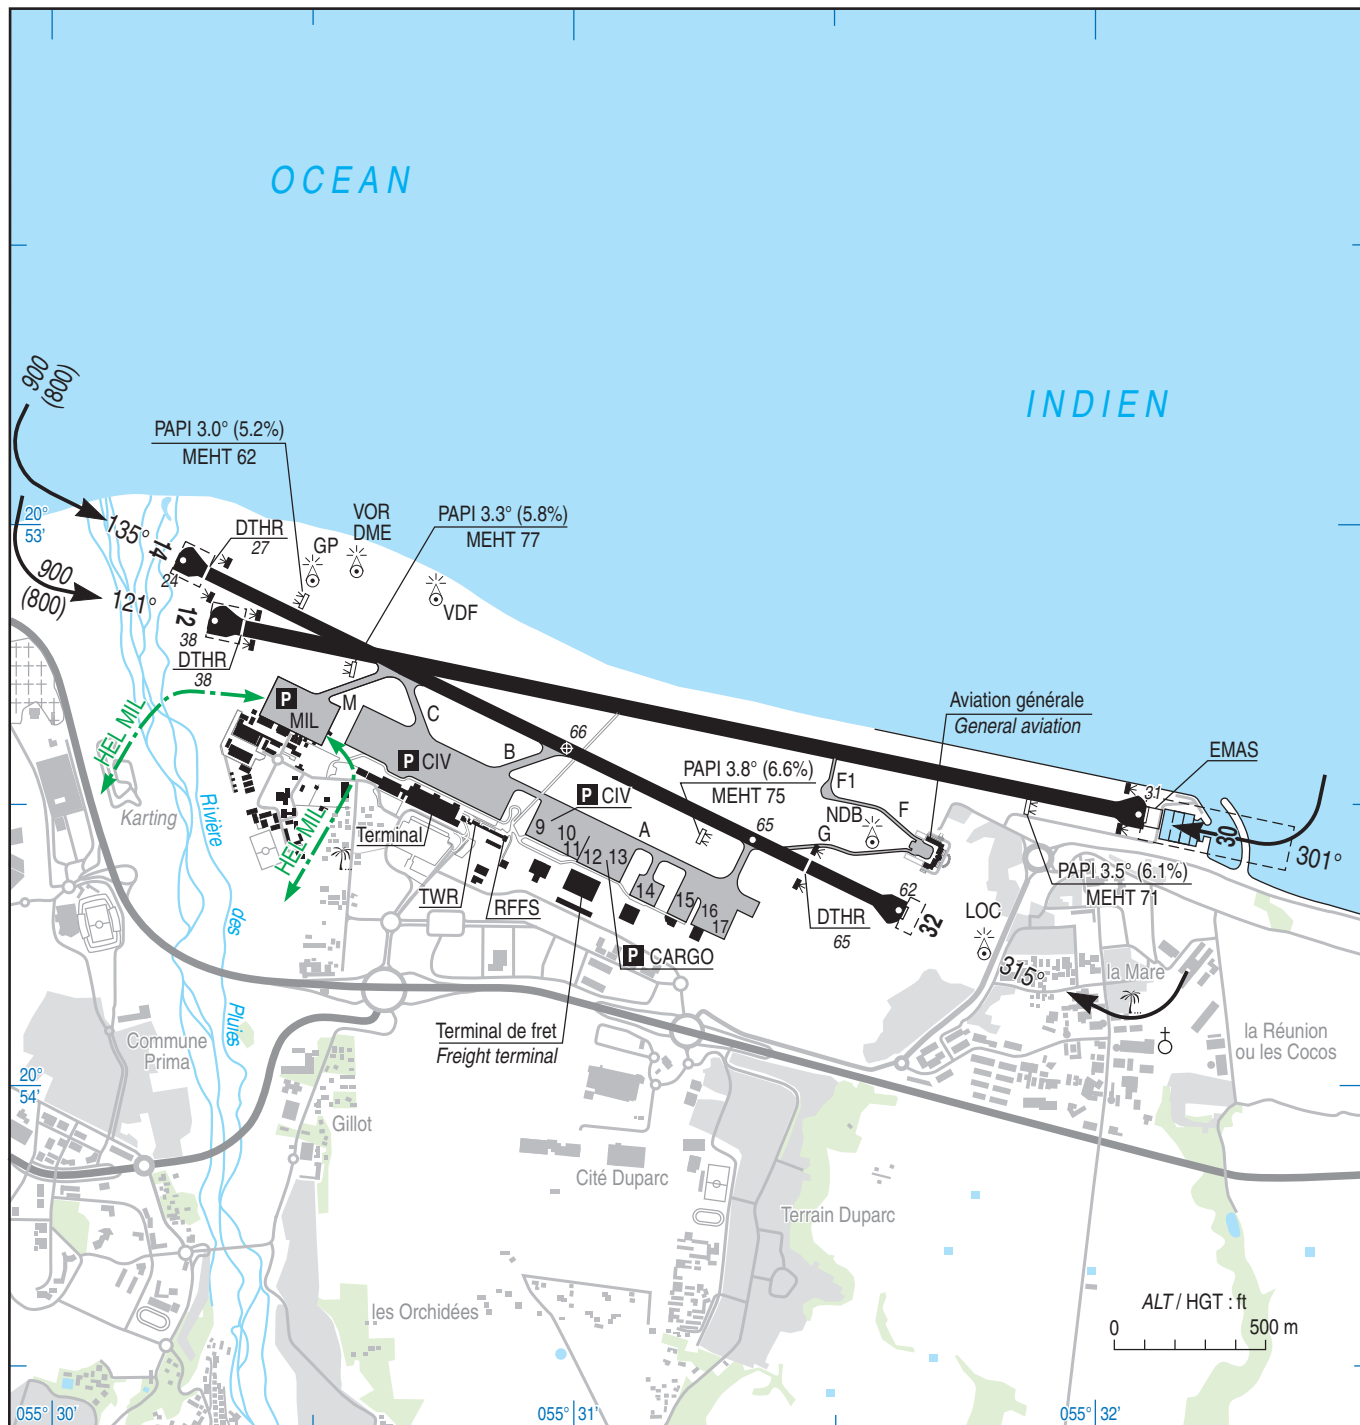 OCEAN
INDIEN
900
(800)
PAPI 3.0° (5.2%)
MEHT 62
PAPI 3.3° (5.8%)
MEHT 77
VOR
DME
GP
VDF
DTHR
27
135°
14
24
20°
53'
900
(800)
121°
12
38
DTHR
38
P
MIL
M
C
B
66
P CIV
P CIV
HEL MIL
HEL MIL
Karting
Rivière
des
Pluies
Terminal
TWR
RFFS
9
10
11
12
13
14
15
16
17
A
PAPI 3.8° (6.6%)
MEHT 75
65
F1
F
G
NDB
Aviation générale
General aviation
EMAS
31
30
301°
PAPI 3.5° (6.1%)
MEHT 71
DTHR
65
62
32
LOC
315°
la Mare
la Réunion
ou les Cocos
P CARGO
Terminal de fret
Freight terminal
Commune
Prima
20°
54'
Gillot
Cité Duparc
Terrain Duparc
les Orchidées
ALT / HGT : ft
0
500 m
055° 30'
055° 31'
055° 32'